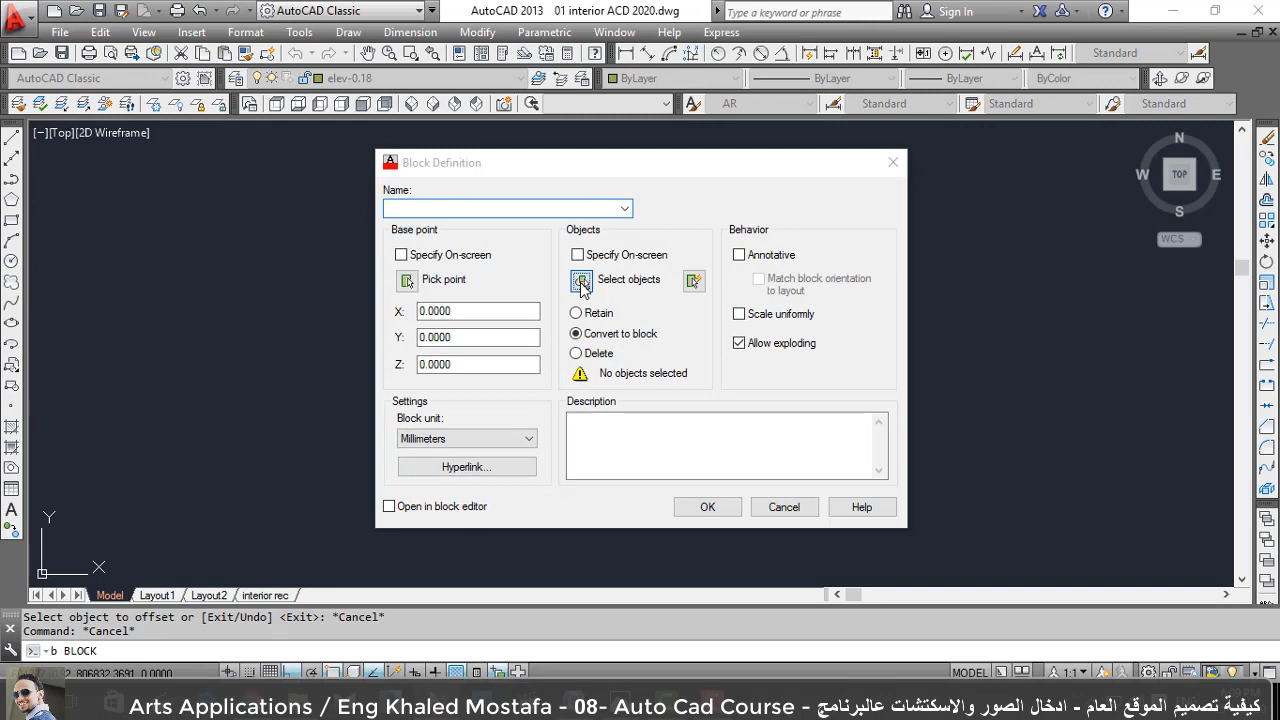 AutoCAD Classic
AutoCAD 2013 01 interior ACD 2020.dwg
Type a keyword or phrase
Sign In
File Edit View Insert Format Tools Draw Dimension Modify Parametric Window Help Express
Standard
AutoCAD Classic
elev-0.18
ByLayer
ByLayer
ByLayer
ByColor
AR
Standard
Standard
Standard
[−][Top][2D Wireframe]
N
W TOP E
S
WCS
Block Definition
Name:
Base point
Specify On-screen
Pick point
X: 0.0000
Y: 0.0000
Z: 0.0000
Objects
Specify On-screen
Select objects
Retain
Convert to block
Delete
No objects selected
Behavior
Annotative
Match block orientation
to layout
Scale uniformly
Allow exploding
Settings
Block unit:
Millimeters
Hyperlink...
Description
Open in block editor
OK Cancel Help
Y
X
Model Layout1 Layout2 interior rec
Select object to offset or [Exit/Undo] <Exit>: *Cancel*
Command: *Cancel*
b BLOCK
MODEL
1:1
Arts Applications / Eng Khaled Mostafa - 08- Auto Cad Course - كيفية تصميم الموقع العام - ادخال الصور والاسكتشات عالبرنامج